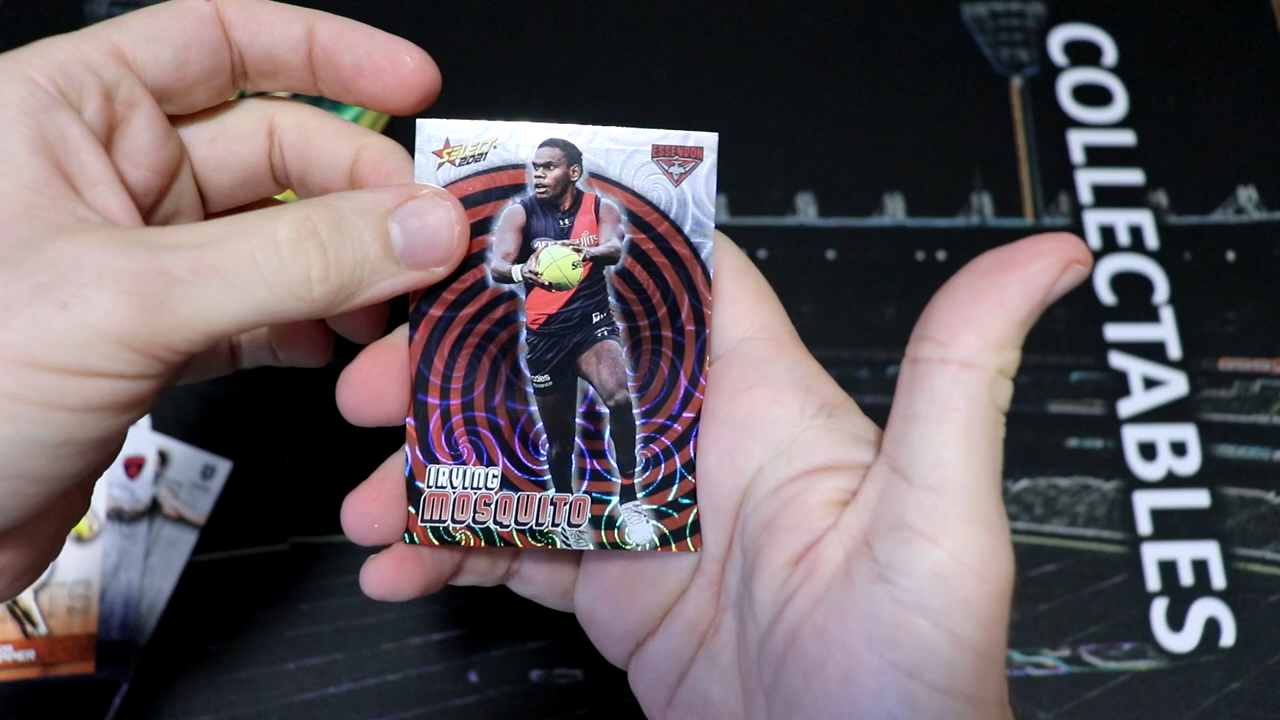 SELECT
2021
ESSENDON
IRVING
MOSQUITO
COLLECTABLES